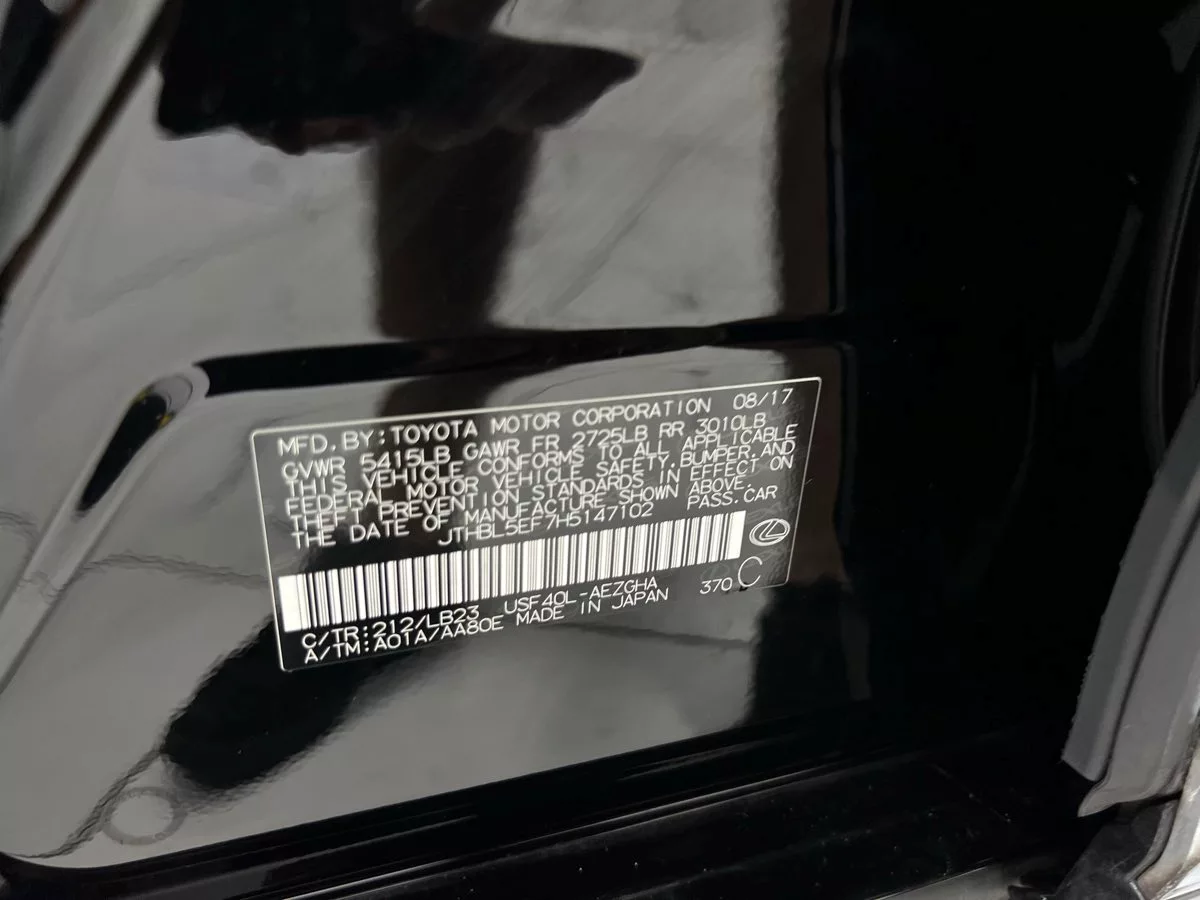 MFD. BY: TOYOTA MOTOR CORPORATION 08/17
GVWR 5415LB GAWR FR 2725LB RR 3010LB
THIS VEHICLE CONFORMS TO ALL APPLICABLE
FEDERAL MOTOR VEHICLE SAFETY, BUMPER, AND
THEFT PREVENTION STANDARDS IN EFFECT ON
THE DATE OF MANUFACTURE SHOWN ABOVE.
JTHBL5EF7H5147102 PASS. CAR
C/TR: 212/LB23 USF40L-AEZGHA 370 C
A/TM: A01A/AA80E MADE IN JAPAN